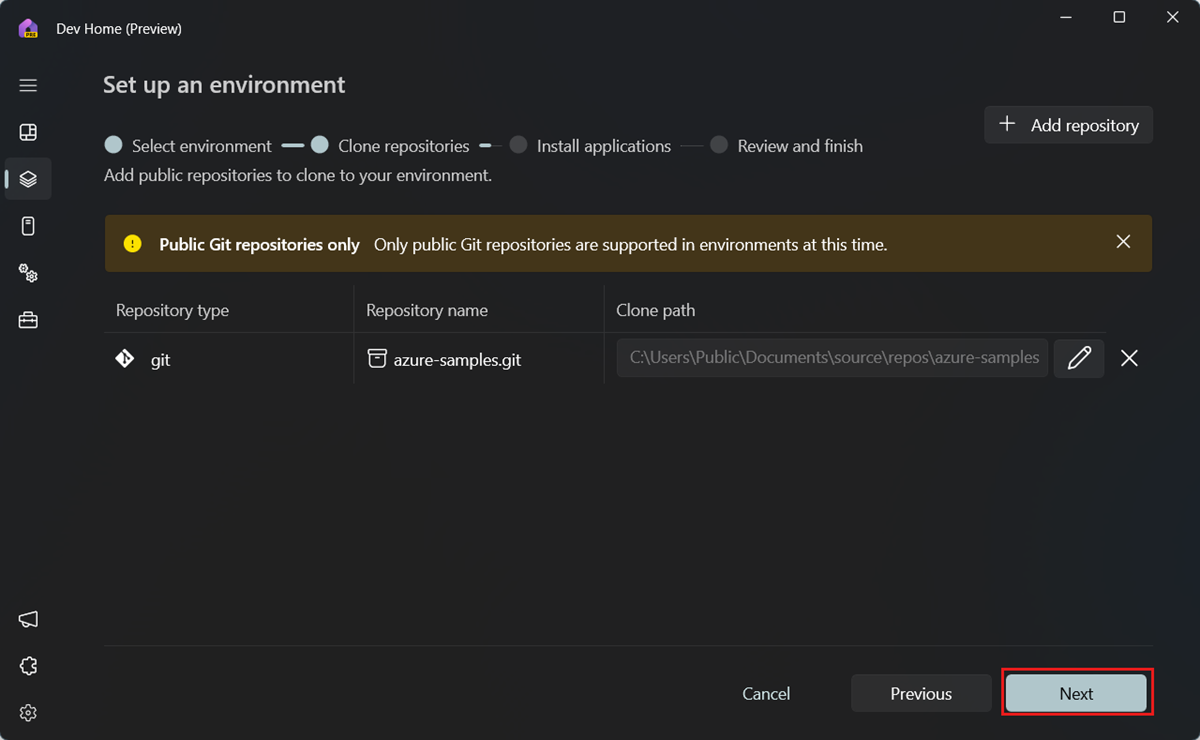 PRE
Dev Home (Preview)
Set up an environment
Add repository
Select environment Clone repositories Install applications Review and finish
Add public repositories to clone to your environment.
Public Git repositories only Only public Git repositories are supported in environments at this time.
Repository type Repository name Clone path
git azure-samples.git C:\Users\Public\Documents\source\repos\azure-samples
Cancel Previous Next